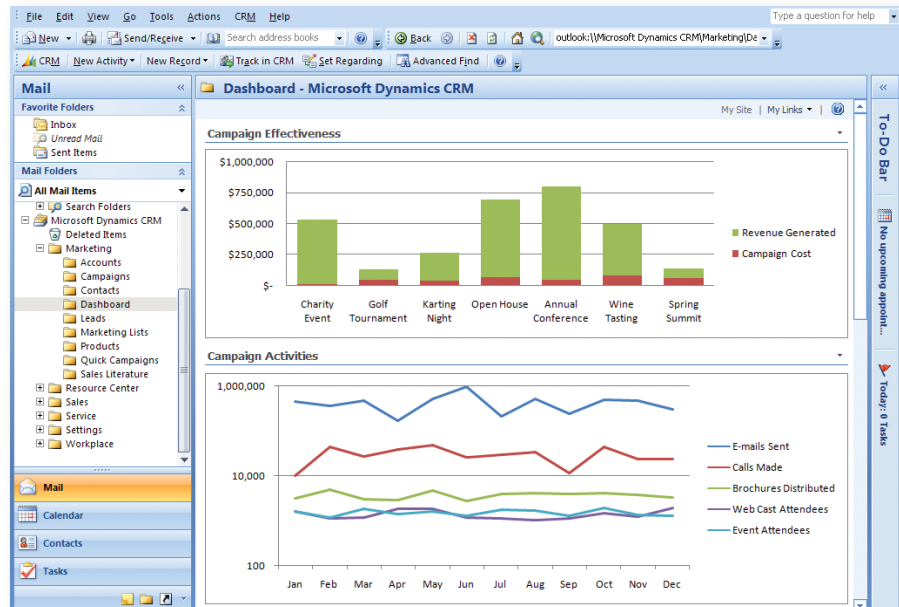 File Edit View Go Tools Actions CRM Help Type a question for help
New Send/Receive Search address books Back outlook:\\Microsoft Dynamics CRM\Marketing\Da
CRM New Activity New Record Track in CRM Set Regarding Advanced Find
Mail
Favorite Folders
Inbox
Unread Mail
Sent Items
Mail Folders
All Mail Items
Search Folders
Microsoft Dynamics CRM
Deleted Items
Marketing
Accounts
Campaigns
Contacts
Dashboard
Leads
Marketing Lists
Products
Quick Campaigns
Sales Literature
Resource Center
Sales
Service
Settings
Workplace
Mail
Calendar
Contacts
Tasks
Dashboard - Microsoft Dynamics CRM
My Site | My Links |
Campaign Effectiveness
$1,000,000
$750,000
$500,000
$250,000
$-
Charity Event
Golf Tournament
Karting Night
Open House
Annual Conference
Wine Tasting
Spring Summit
Revenue Generated
Campaign Cost
Campaign Activities
1,000,000
10,000
100
Jan Feb Mar Apr May Jun Jul Aug Sep Oct Nov Dec
E-mails Sent
Calls Made
Brochures Distributed
Web Cast Attendees
Event Attendees
To-Do Bar
No upcoming appoint...
Today: 0 Tasks